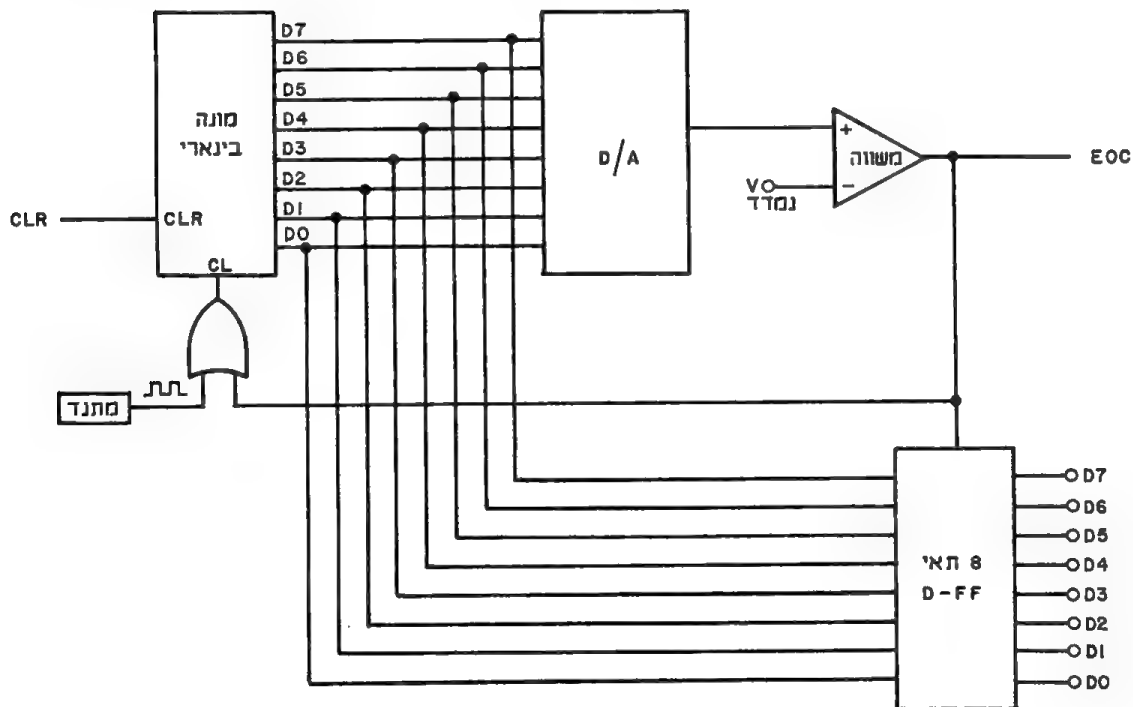 D7
D6
D5
D4
D3
D2
D1
D0
מונה
בינארי
CLR
CLR
CL
D/A
+
משווה
-
V
נמדד
EOC
מתנד
8 תאי
D-FF
D7
D6
D5
D4
D3
D2
D1
D0